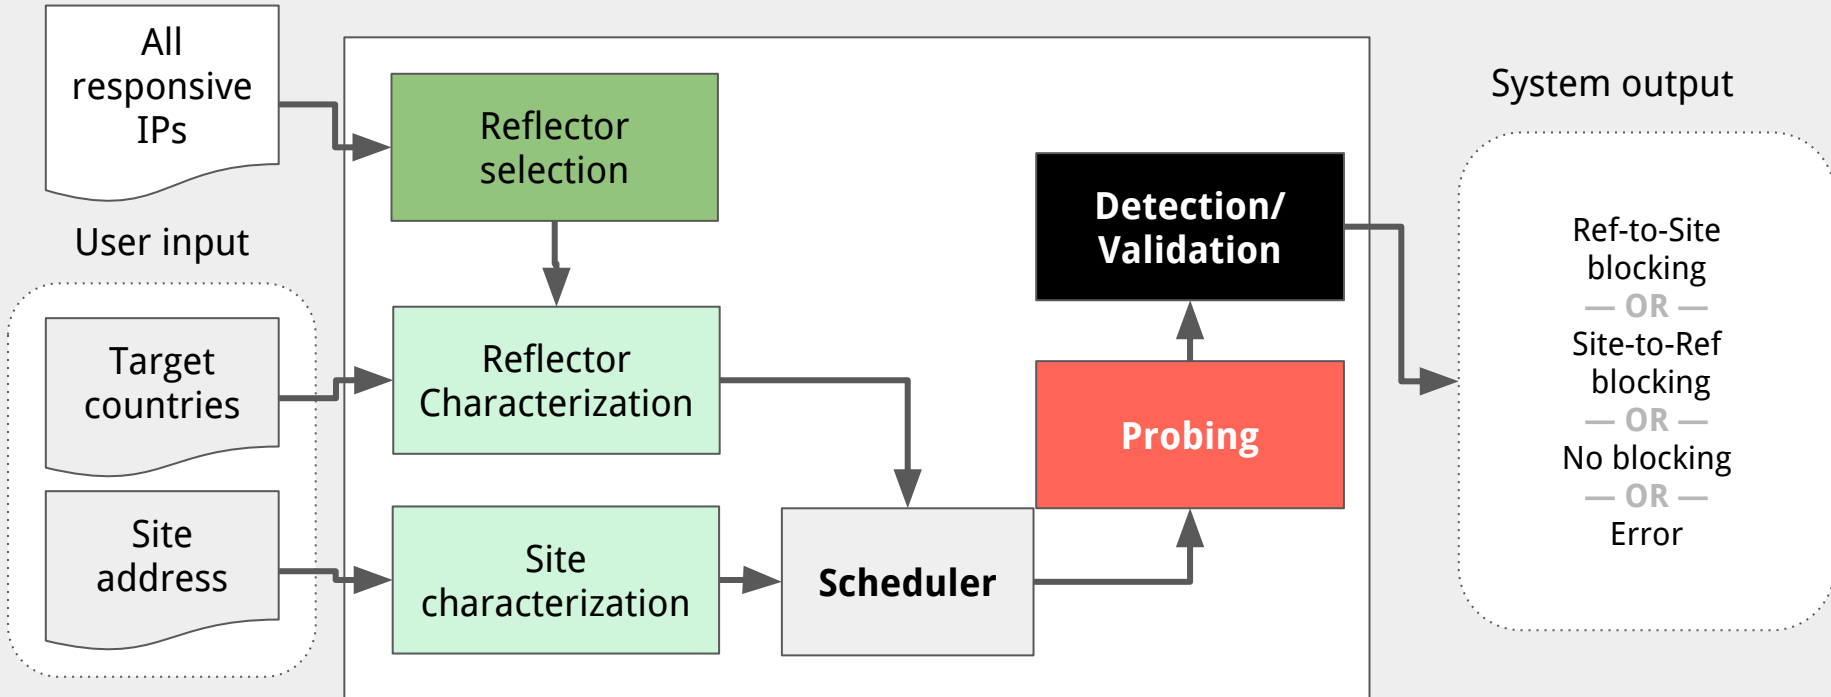 All
responsive
IPs
User input
Target
countries
Site
address
Reflector
selection
Reflector
Characterization
Site
characterization
Scheduler
Probing
Detection/
Validation
System output
Ref-to-Site
blocking
— OR —
Site-to-Ref
blocking
— OR —
No blocking
— OR —
Error